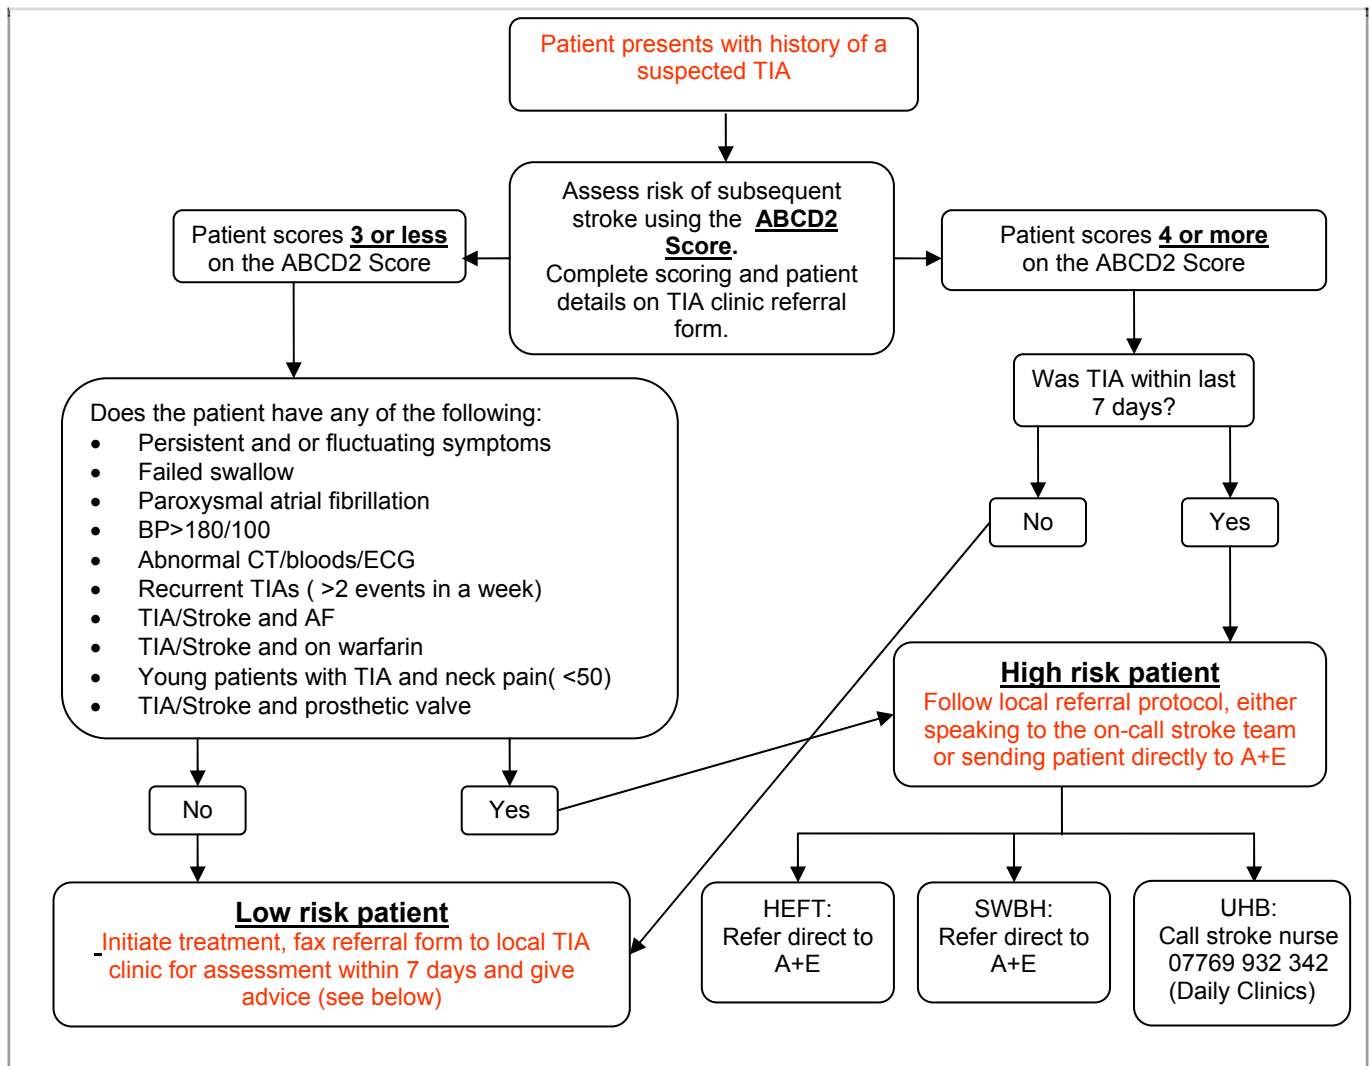 Patient presents with history of a
suspected TIA
Assess risk of subsequent
stroke using the ABCD2
Score.
Complete scoring and patient
details on TIA clinic referral
form.
Patient scores 3 or less
on the ABCD2 Score
Patient scores 4 or more
on the ABCD2 Score
Was TIA within last
7 days?
No
Yes
Does the patient have any of the following:
• Persistent and or fluctuating symptoms
• Failed swallow
• Paroxysmal atrial fibrillation
• BP>180/100
• Abnormal CT/bloods/ECG
• Recurrent TIAs ( >2 events in a week)
• TIA/Stroke and AF
• TIA/Stroke and on warfarin
• Young patients with TIA and neck pain( <50)
• TIA/Stroke and prosthetic valve
No
Yes
High risk patient
Follow local referral protocol, either
speaking to the on-call stroke team
or sending patient directly to A+E
Low risk patient
Initiate treatment, fax referral form to local TIA
clinic for assessment within 7 days and give
advice (see below)
HEFT:
Refer direct to
A+E
SWBH:
Refer direct to
A+E
UHB:
Call stroke nurse
07769 932 342
(Daily Clinics)